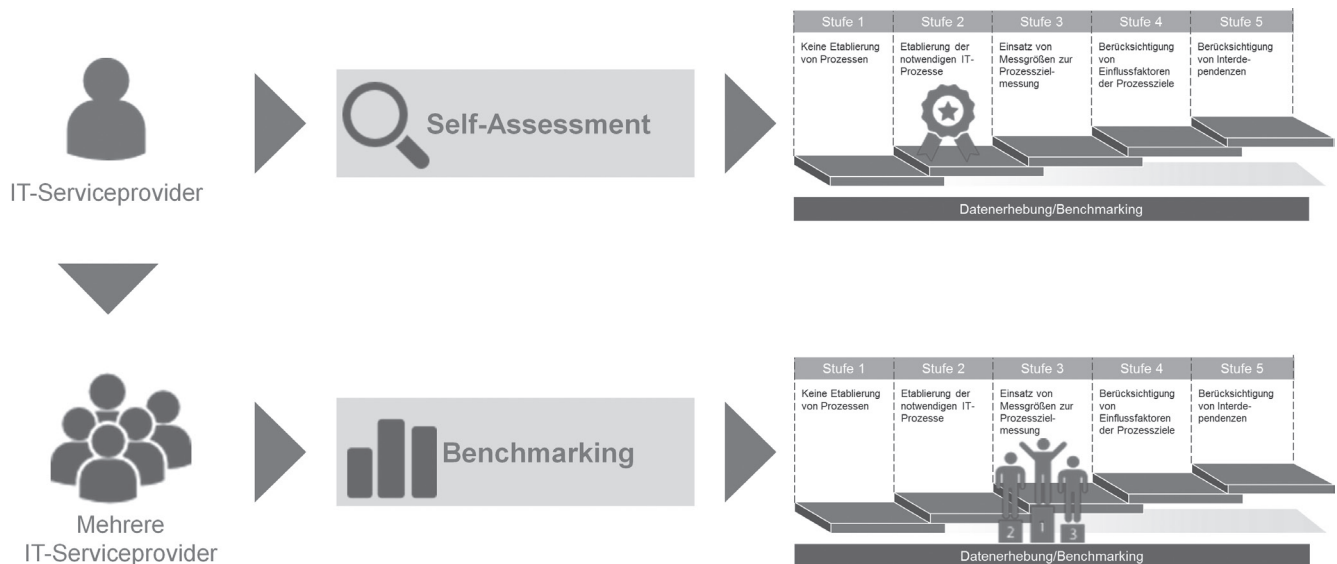 IT-Serviceprovider
Self-Assessment
Stufe 1
Stufe 2
Stufe 3
Stufe 4
Stufe 5
Keine Etablierung
von Prozessen
Etablierung der
notwendigen IT-
Prozesse
Einsatz von
Messgrößen zur
Prozessziel-
messung
Berücksichtigung
von
Einflussfaktoren
der Prozessziele
Berücksichtigung
von Interde-
pendenzen
Datenerhebung/Benchmarking
Mehrere
IT-Serviceprovider
Benchmarking
Stufe 1
Stufe 2
Stufe 3
Stufe 4
Stufe 5
Keine Etablierung
von Prozessen
Etablierung der
notwendigen IT-
Prozesse
Einsatz von
Messgrößen zur
Prozessziel-
messung
Berücksichtigung
von
Einflussfaktoren
der Prozessziele
Berücksichtigung
von Interde-
pendenzen
2 1 3
Datenerhebung/Benchmarking